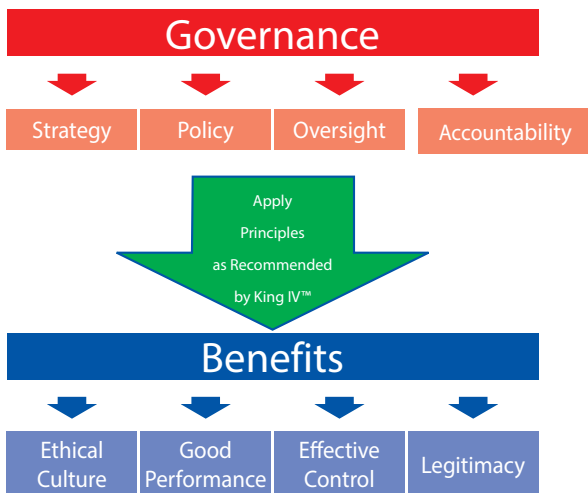 Governance
Strategy Policy Oversight Accountability
Apply
Principles
as Recommended
by King IV™
Benefits
Ethical Culture
Good Performance
Effective Control
Legitimacy